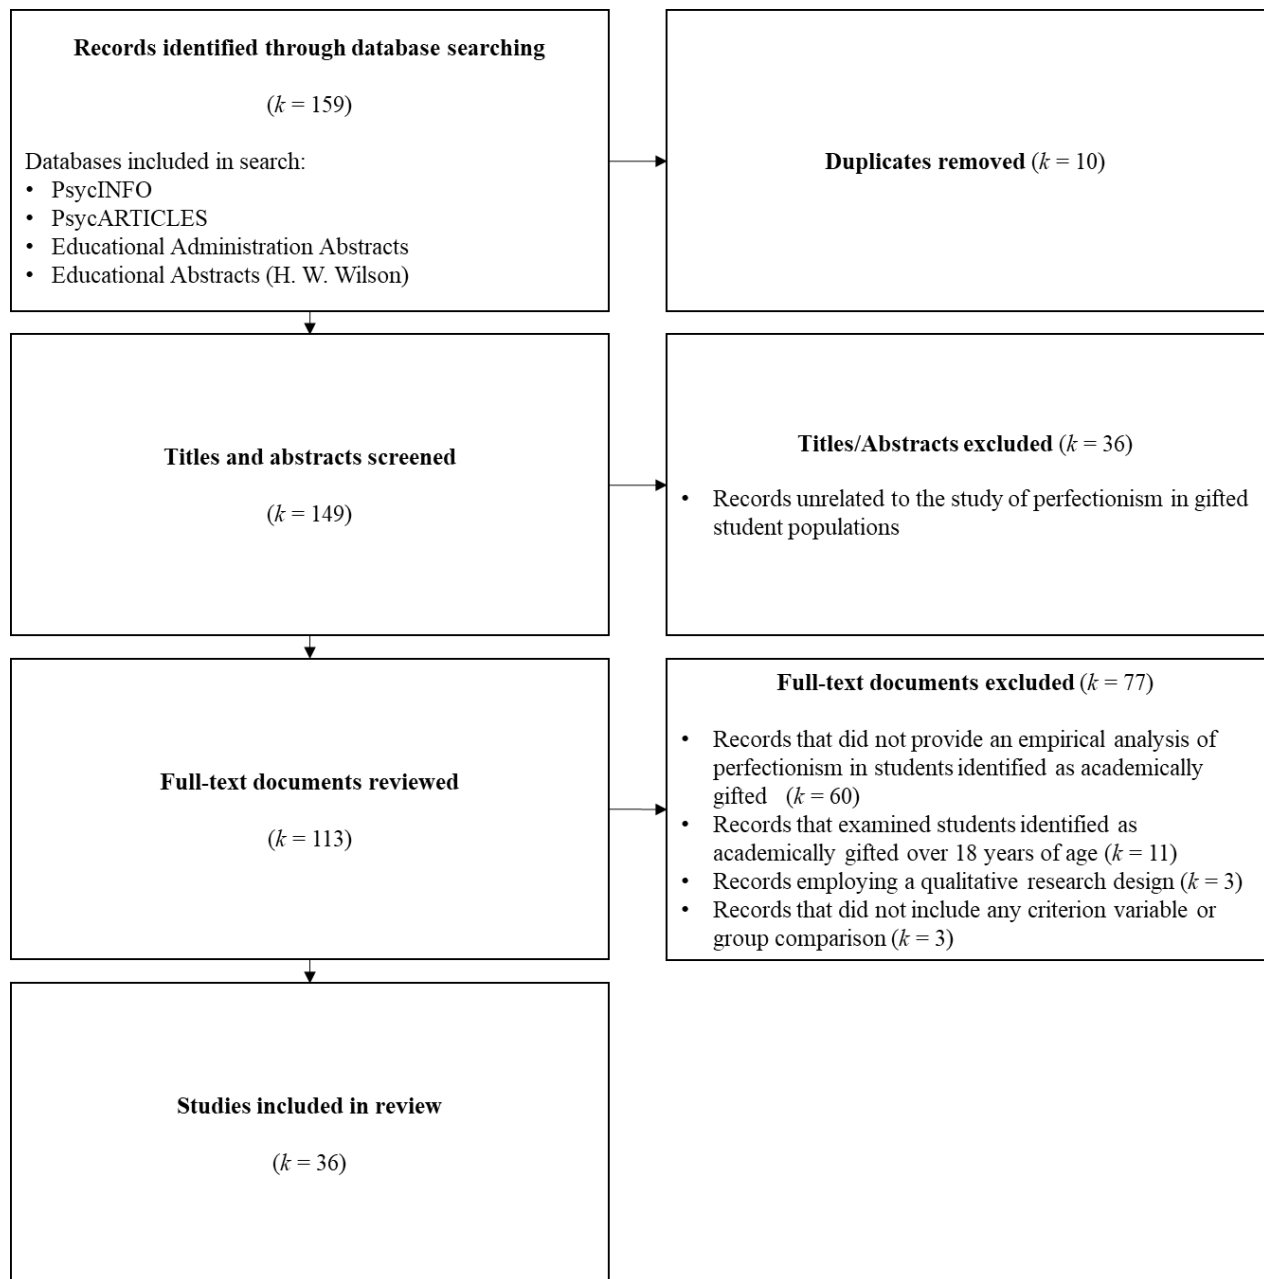 Records identified through database searching
(k = 159)
Databases included in search:
• PsycINFO
• PsycARTICLES
• Educational Administration Abstracts
• Educational Abstracts (H. W. Wilson)
Duplicates removed (k = 10)
Titles and abstracts screened
(k = 149)
Titles/Abstracts excluded (k = 36)
• Records unrelated to the study of perfectionism in gifted
student populations
Full-text documents reviewed
(k = 113)
Full-text documents excluded (k = 77)
• Records that did not provide an empirical analysis of
perfectionism in students identified as academically
gifted (k = 60)
• Records that examined students identified as
academically gifted over 18 years of age (k = 11)
• Records employing a qualitative research design (k = 3)
• Records that did not include any criterion variable or
group comparison (k = 3)
Studies included in review
(k = 36)